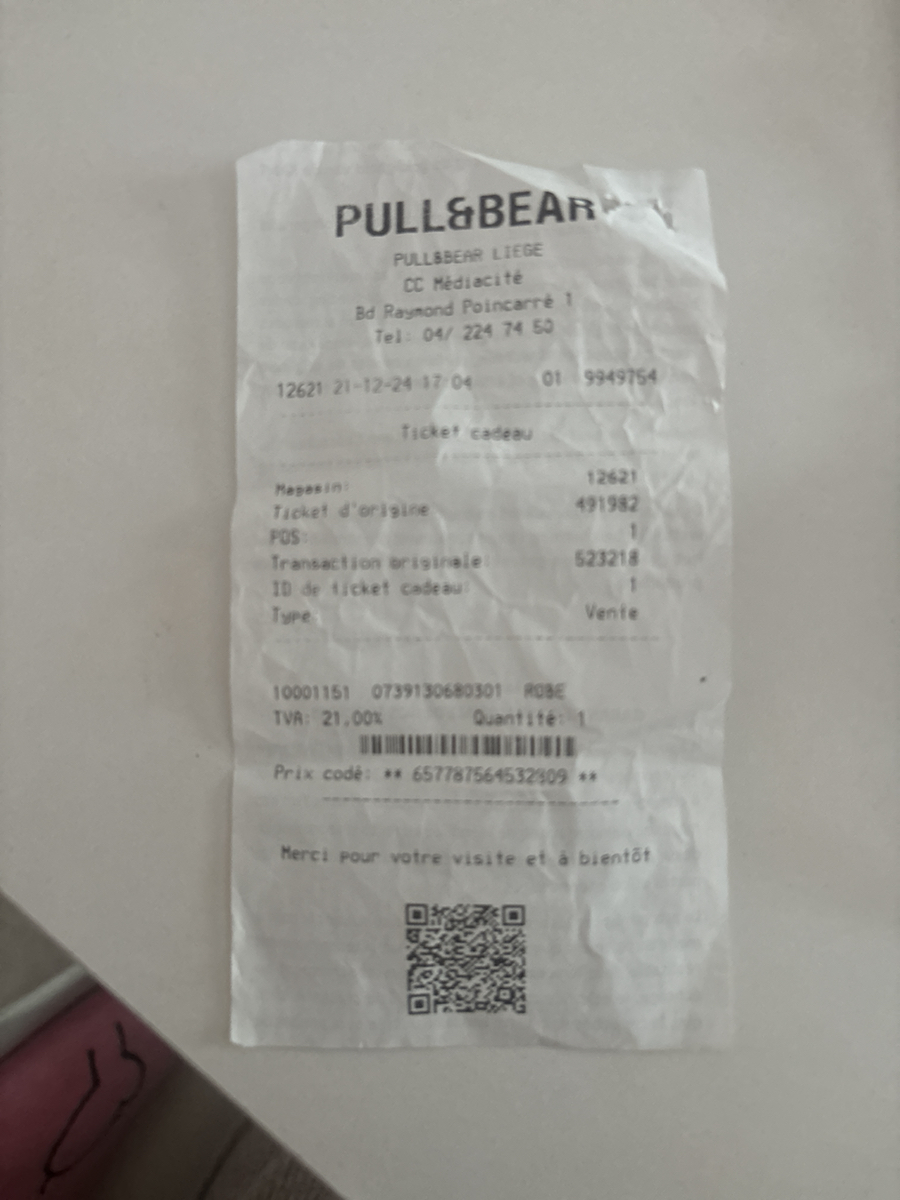 PULL&BEAR
PULL&BEAR LIEGE
CC Médiacité
Bd Raymond Poincarré 1
Tel: 04/ 224 74 50
12621 21-12-24 17:04 01 9949754
Ticket cadeau
Magasin: 12621
Ticket d'origine 491982
POS: 1
Transaction originale: 523218
ID de ticket cadeau: 1
Type Vente
10001151 0739130680301 ROBE
TVA: 21,00% Quantité: 1
Prix codé: ** 657787564532809 **
Merci pour votre visite et à bientôt